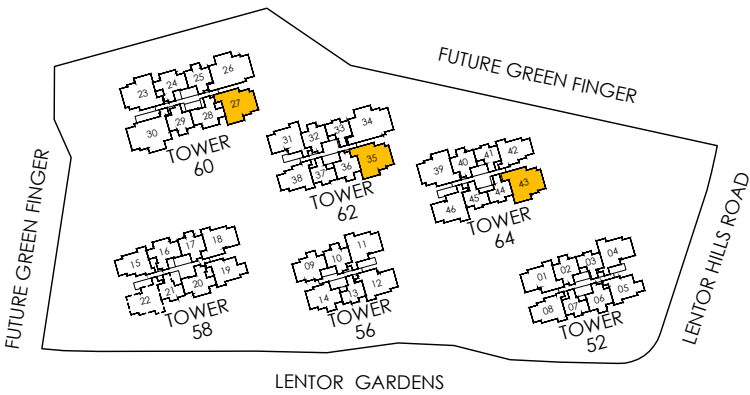 FUTURE GREEN FINGER
FUTURE GREEN FINGER
LENTOR HILLS ROAD
LENTOR GARDENS
23 24 25 26
30 29 28 27
TOWER
60
31 32 33 34
38 37 36 35
TOWER
62
39 40 41 42
46 45 44 43
TOWER
64
15 16 17 18
22 21 20 19
TOWER
58
09 10 11
14 13 12
TOWER
56
01 02 03 04
08 07 06 05
TOWER
52